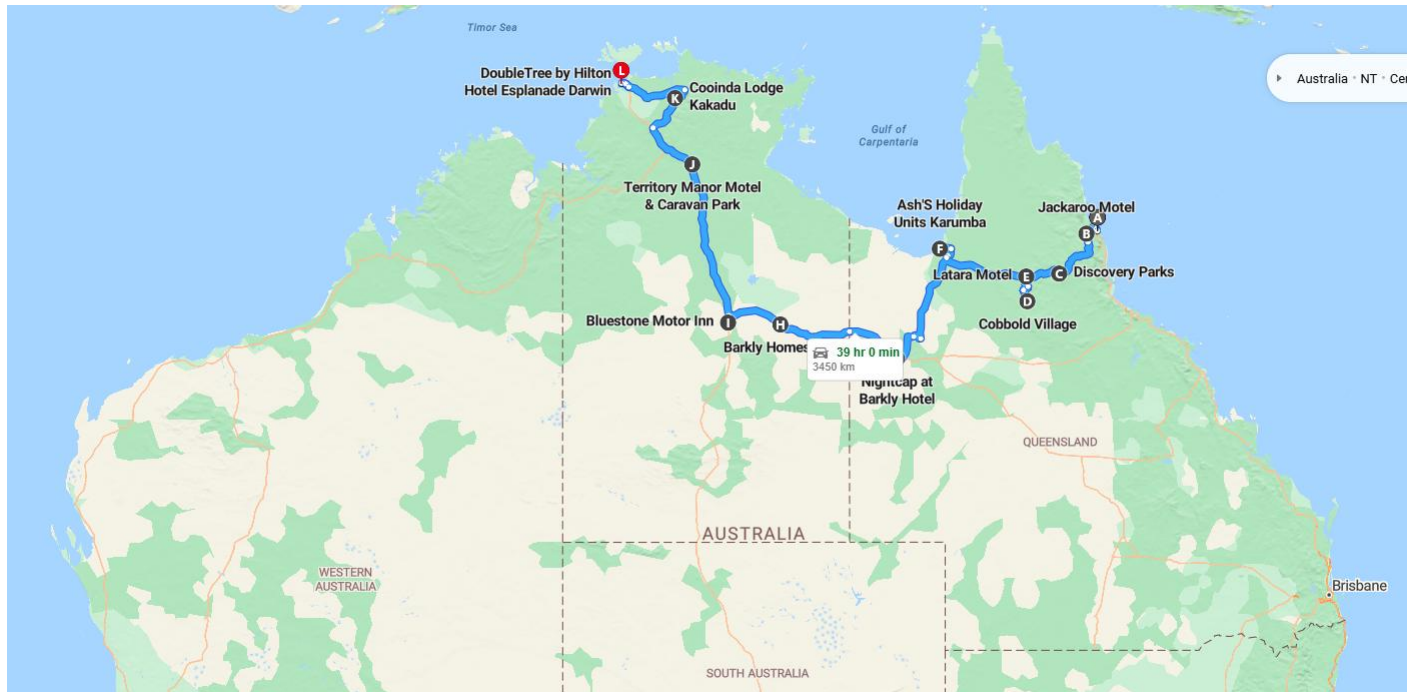 Timor Sea
DoubleTree by Hilton
Hotel Esplanade Darwin
L
K
Cooinda Lodge
Kakadu
Australia • NT • Cer
Gulf of
Carpentaria
J
Territory Manor Motel
& Caravan Park
Ash'S Holiday
Units Karumba
Jackaroo Motel
A
B
F
Latara Motel
E
C
Discovery Parks
D
Cobbold Village
Bluestone Motor Inn
I
H
Barkly Homes
39 hr 0 min
3450 km
Nightcap at
Barkly Hotel
QUEENSLAND
AUSTRALIA
WESTERN
AUSTRALIA
Brisbane
SOUTH AUSTRALIA